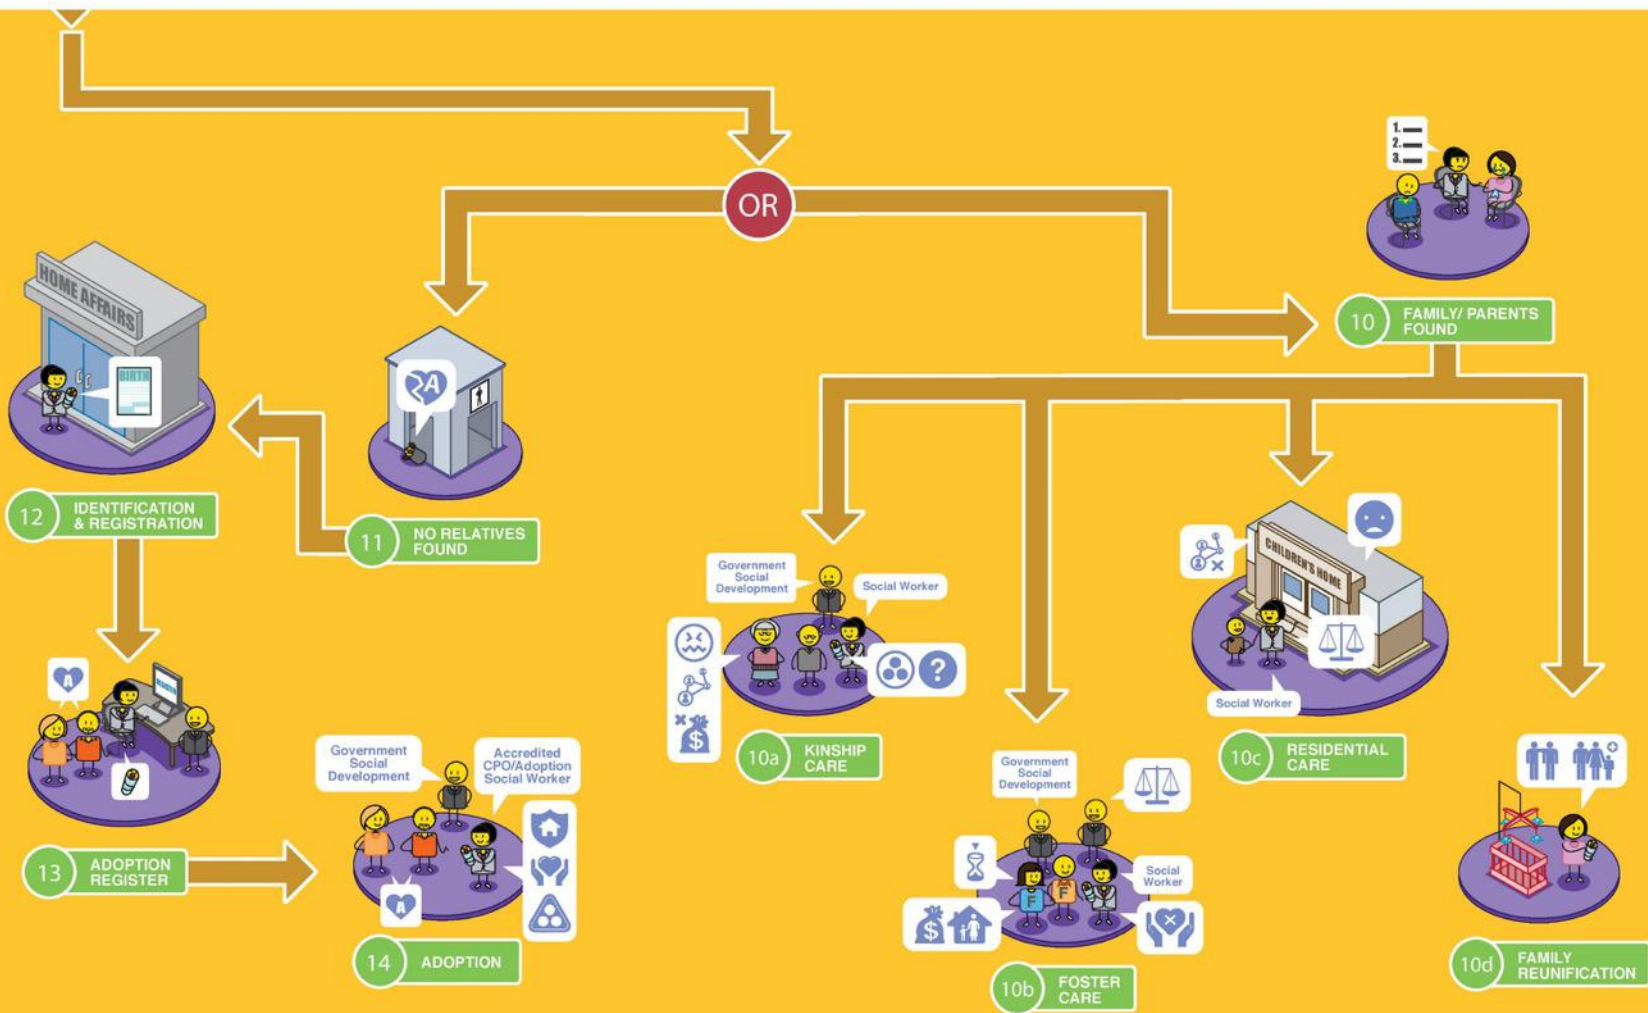 OR
1.
2.
3.
10
FAMILY/ PARENTS
FOUND
HOME AFFAIRS
BIRTH
A
12
IDENTIFICATION
& REGISTRATION
11
NO RELATIVES
FOUND
Government
Social
Development
Social Worker
?
$
10a
KINSHIP
CARE
CHILDREN'S HOME
Social Worker
10c
RESIDENTIAL
CARE
A
13
ADOPTION
REGISTER
Government
Social
Development
Accredited
CPO/Adoption
Social Worker
A
14
ADOPTION
Government
Social
Development
Social
Worker
F
F
$
10b
FOSTER
CARE
10d
FAMILY
REUNIFICATION